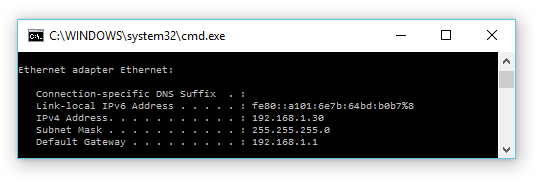 C:\WINDOWS\system32\cmd.exe
Ethernet adapter Ethernet:
Connection-specific DNS Suffix  . :
Link-local IPv6 Address . . . . . : fe80::a101:6e7b:64bd:b0b7%8
IPv4 Address. . . . . . . . . . . : 192.168.1.30
Subnet Mask . . . . . . . . . . . : 255.255.255.0
Default Gateway . . . . . . . . . : 192.168.1.1